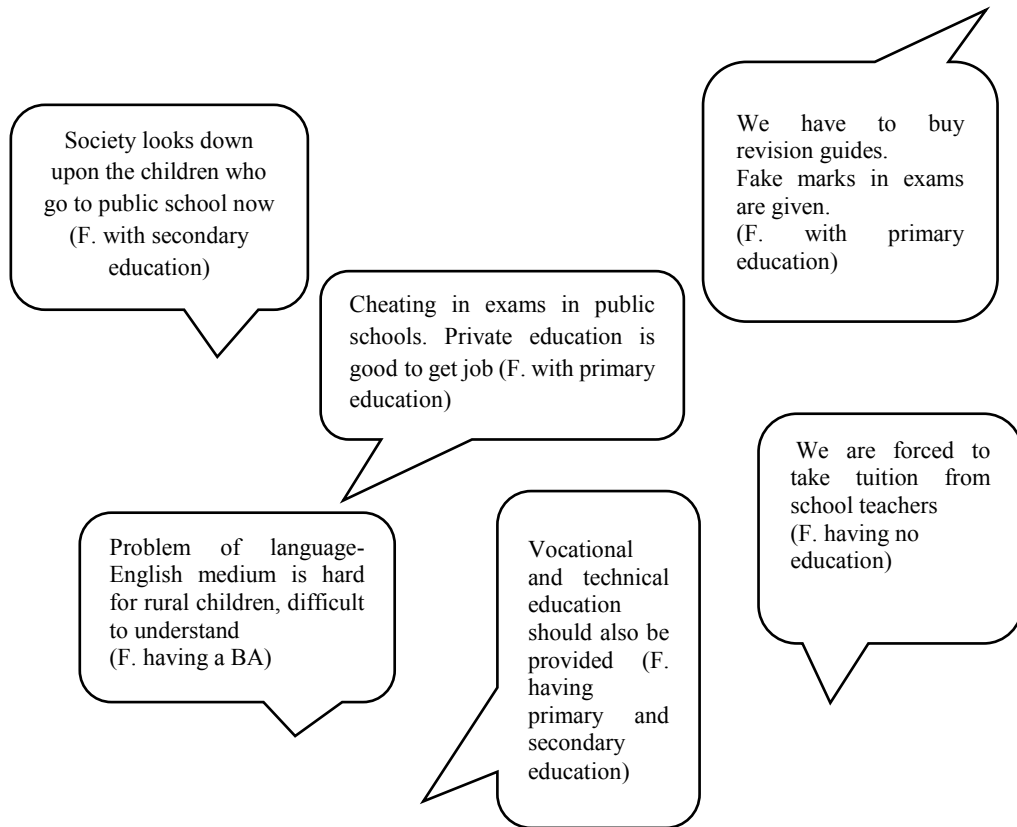 Society looks down
upon the children who
go to public school now
(F. with secondary
education)
We have to buy
revision guides.
Fake marks in exams
are given.
(F. with primary
education)
Cheating in exams in public
schools. Private education is
good to get job (F. with primary
education)
We are forced to
take tuition from
school teachers
(F. having no
education)
Problem of language-
English medium is hard
for rural children, difficult
to understand
(F. having a BA)
Vocational
and technical
education
should also be
provided (F.
having
primary and
secondary
education)